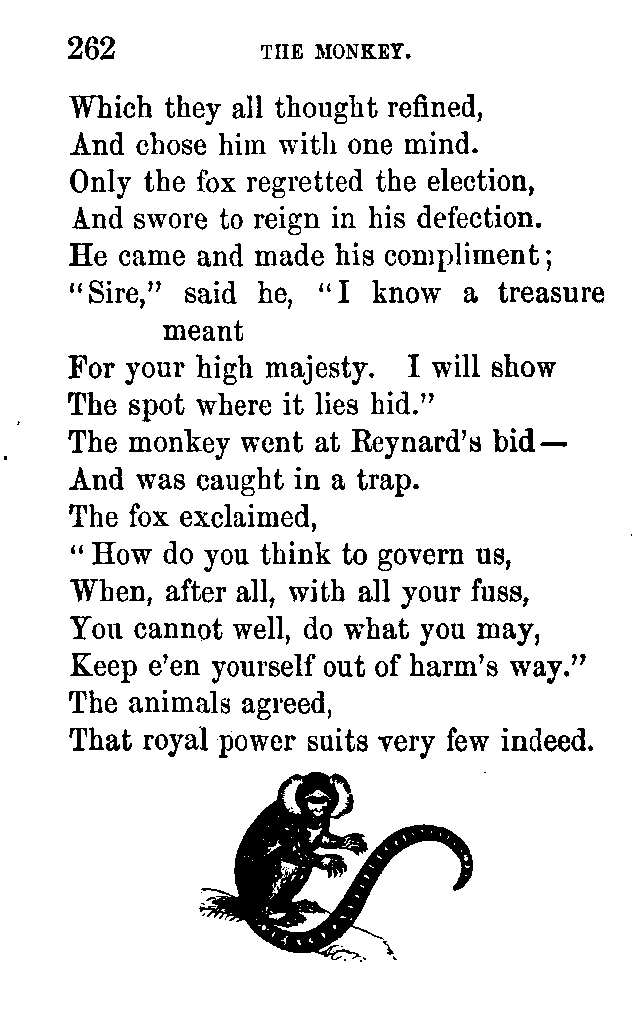 262 THE MONKEY.
Which they all thought refined,
And chose him with one mind.
Only the fox regretted the election,
And swore to reign in his defection.
He came and made his compliment;
"Sire," said he, "I know a treasure
meant
For your high majesty. I will show
The spot where it lies hid."
The monkey went at Reynard's bid—
And was caught in a trap.
The fox exclaimed,
"How do you think to govern us,
When, after all, with all your fuss,
You cannot well, do what you may,
Keep e'en yourself out of harm's way."
The animals agreed,
That royal power suits very few indeed.